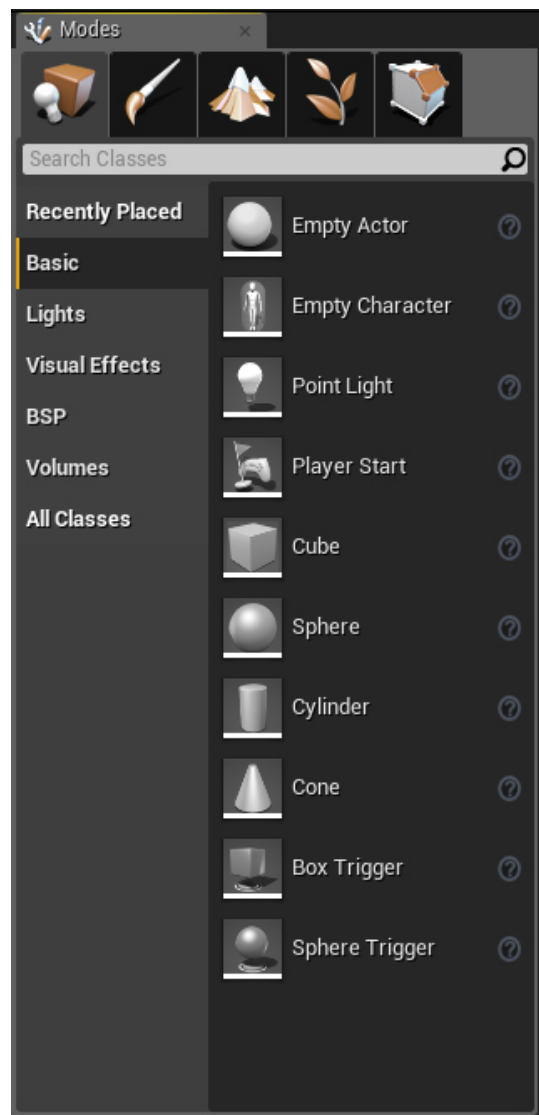 Modes
Search Classes
Recently Placed
Basic
Lights
Visual Effects
BSP
Volumes
All Classes
Empty Actor
Empty Character
Point Light
Player Start
Cube
Sphere
Cylinder
Cone
Box Trigger
Sphere Trigger